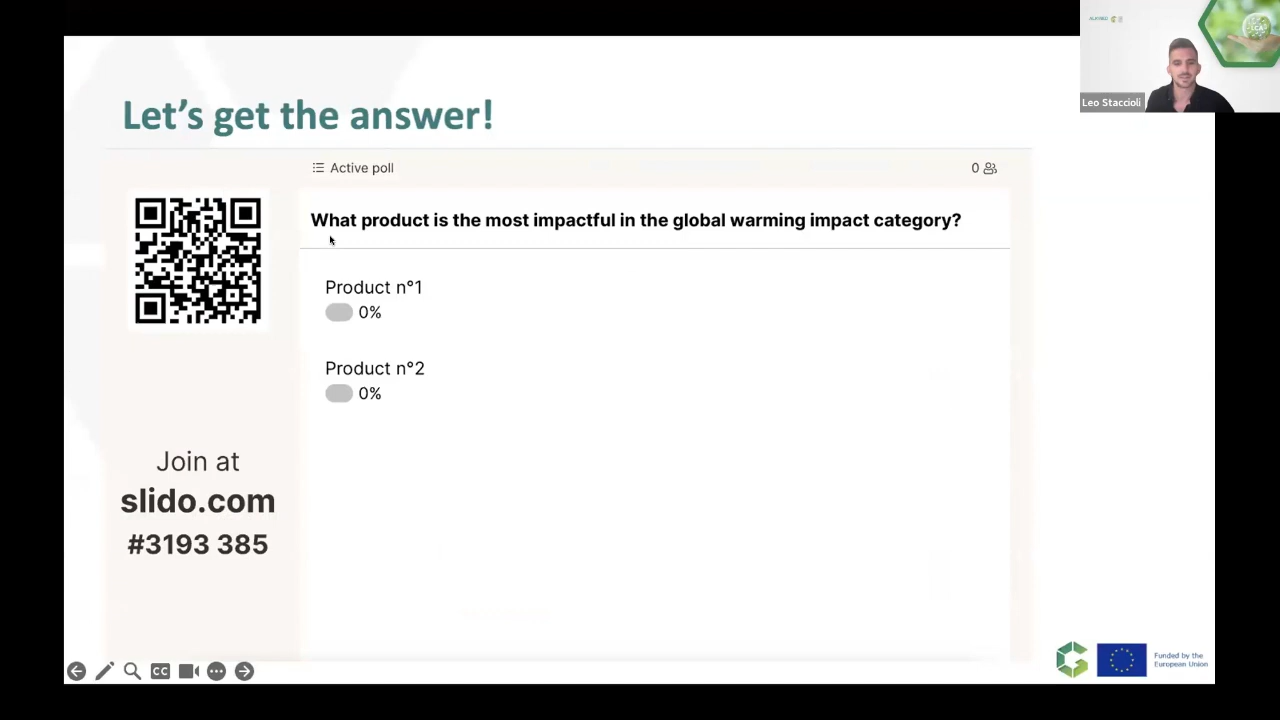 Let's get the answer!
Active poll
0
What product is the most impactful in the global warming impact category?
Product n°1
0%
Product n°2
0%
Join at
slido.com
#3193 385
Leo Staccioli
LCA
CC
Funded by the
European Union